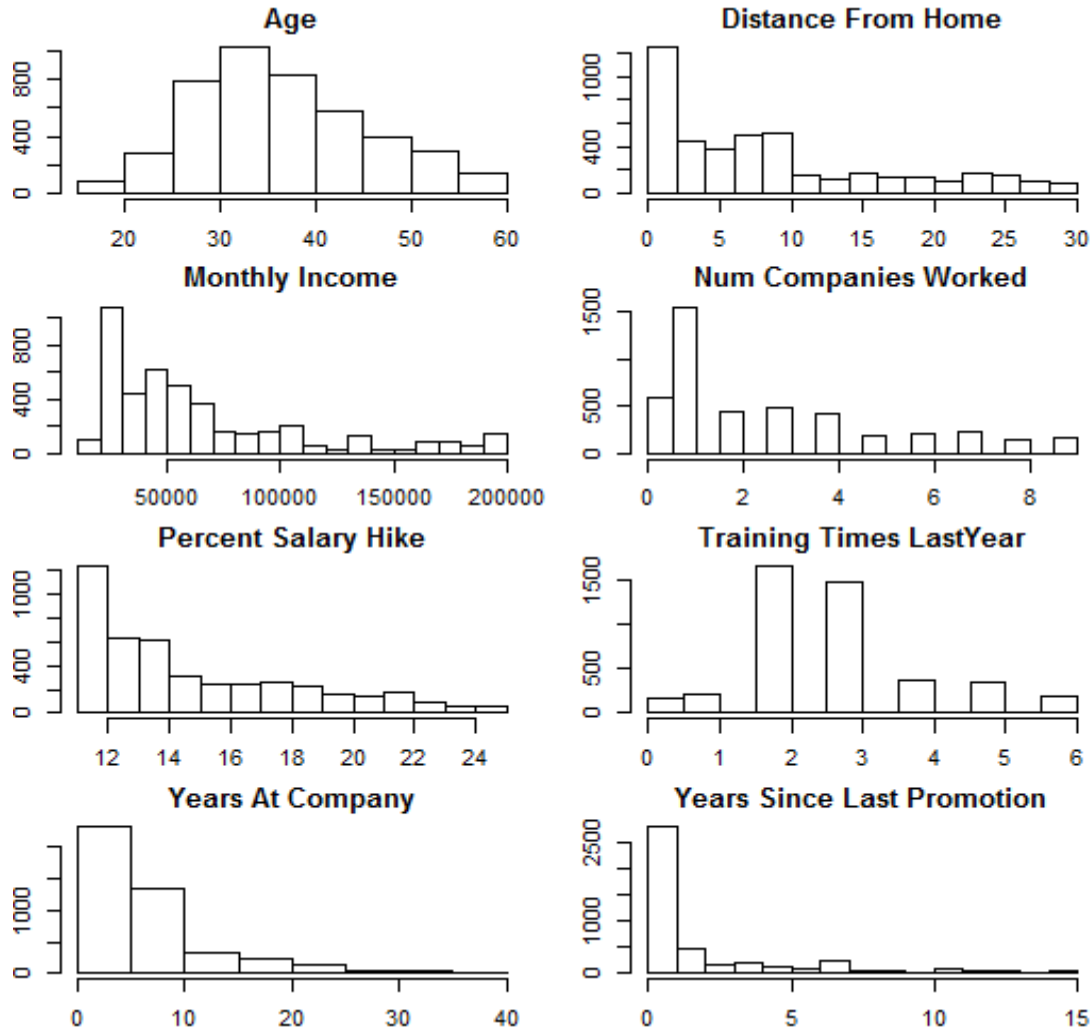 Age
800
400
0
20 30 40 50 60
Distance From Home
1000
400
0
0 5 10 15 20 25 30
Monthly Income
800
400
0
50000 100000 150000 200000
Num Companies Worked
1500
500
0
0 2 4 6 8
Percent Salary Hike
1000
400
0
12 14 16 18 20 22 24
Training Times LastYear
1500
500
0
0 1 2 3 4 5 6
Years At Company
1000
0
0 10 20 30 40
Years Since Last Promotion
2500
1000
0
0 5 10 15